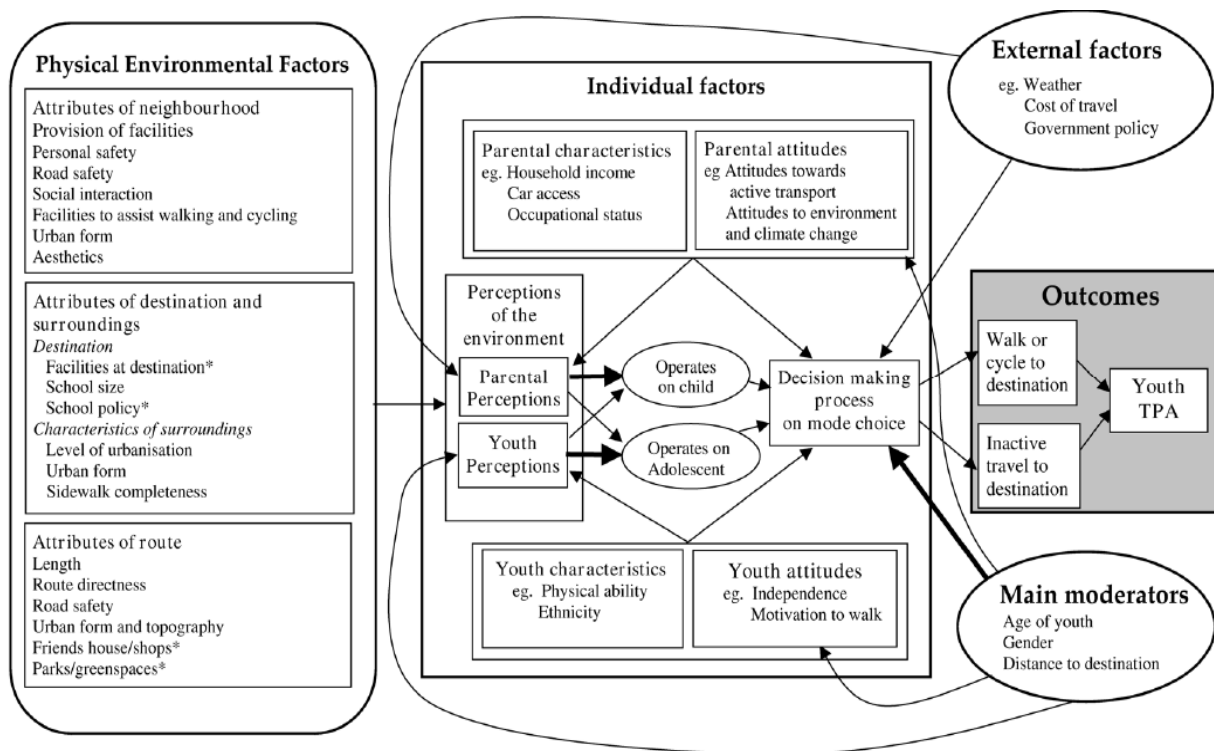 Physical Environmental Factors
Attributes of neighbourhood
Provision of facilities
Personal safety
Road safety
Social interaction
Facilities to assist walking and cycling
Urban form
Aesthetics
Attributes of destination and
surroundings
Destination
Facilities at destination*
School size
School policy*
Characteristics of surroundings
Level of urbanisation
Urban form
Sidewalk completeness
Attributes of route
Length
Route directness
Road safety
Urban form and topography
Friends house/shops*
Parks/greenspaces*
Individual factors
Parental characteristics
eg. Household income
Car access
Occupational status
Parental attitudes
eg Attitudes towards
active transport
Attitudes to environment
and climate change
Perceptions
of the
environment
Parental
Perceptions
Youth
Perceptions
Operates
on child
Operates on
Adolescent
Decision making
process
on mode choice
Youth characteristics
eg. Physical ability
Ethnicity
Youth attitudes
eg. Independence
Motivation to walk
External factors
eg. Weather
Cost of travel
Government policy
Outcomes
Walk or
cycle to
destination
Inactive
travel to
destination
Youth
TPA
Main moderators
Age of youth
Gender
Distance to destination